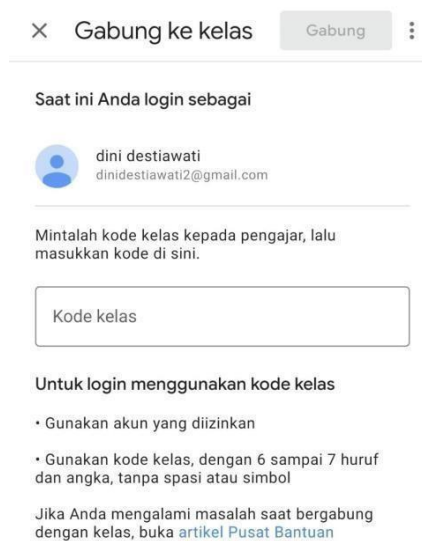 Gabung ke kelas
Gabung
Saat ini Anda login sebagai
dini destiawati
dinidestiawati2@gmail.com
Mintalah kode kelas kepada pengajar, lalu
masukkan kode di sini.
Kode kelas
Untuk login menggunakan kode kelas
• Gunakan akun yang diizinkan
• Gunakan kode kelas, dengan 6 sampai 7 huruf
dan angka, tanpa spasi atau simbol
Jika Anda mengalami masalah saat bergabung
dengan kelas, buka artikel Pusat Bantuan